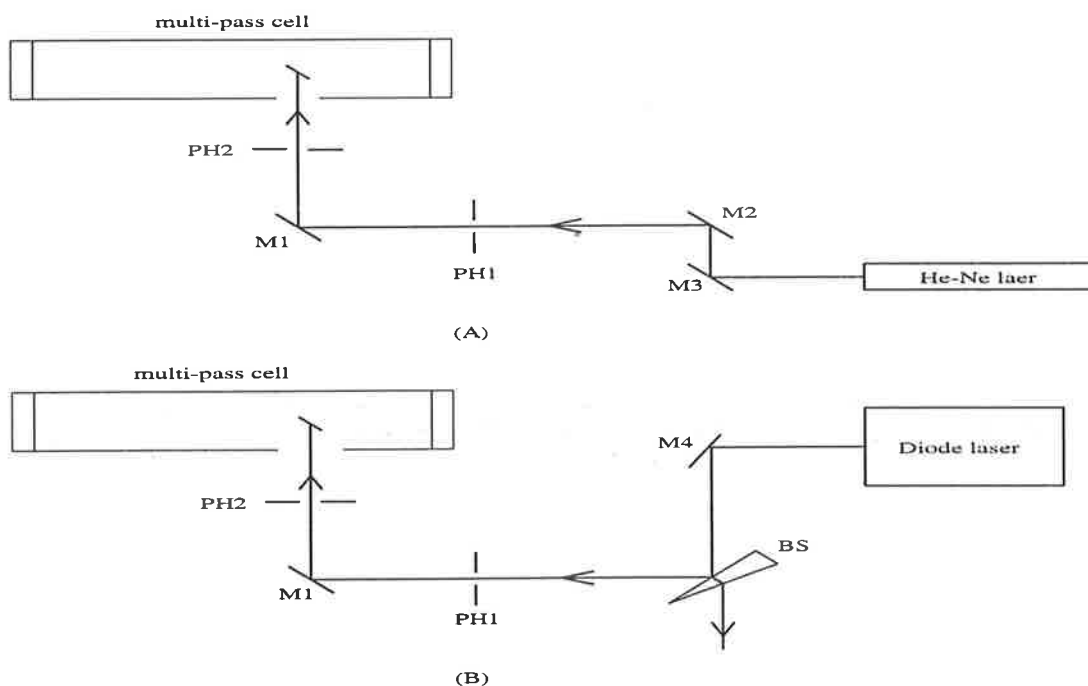 multi-pass cell
PH2
M1
PH1
M2
M3
He-Ne laer
(A)
multi-pass cell
M4
Diode laser
PH2
BS
M1
PH1
(B)